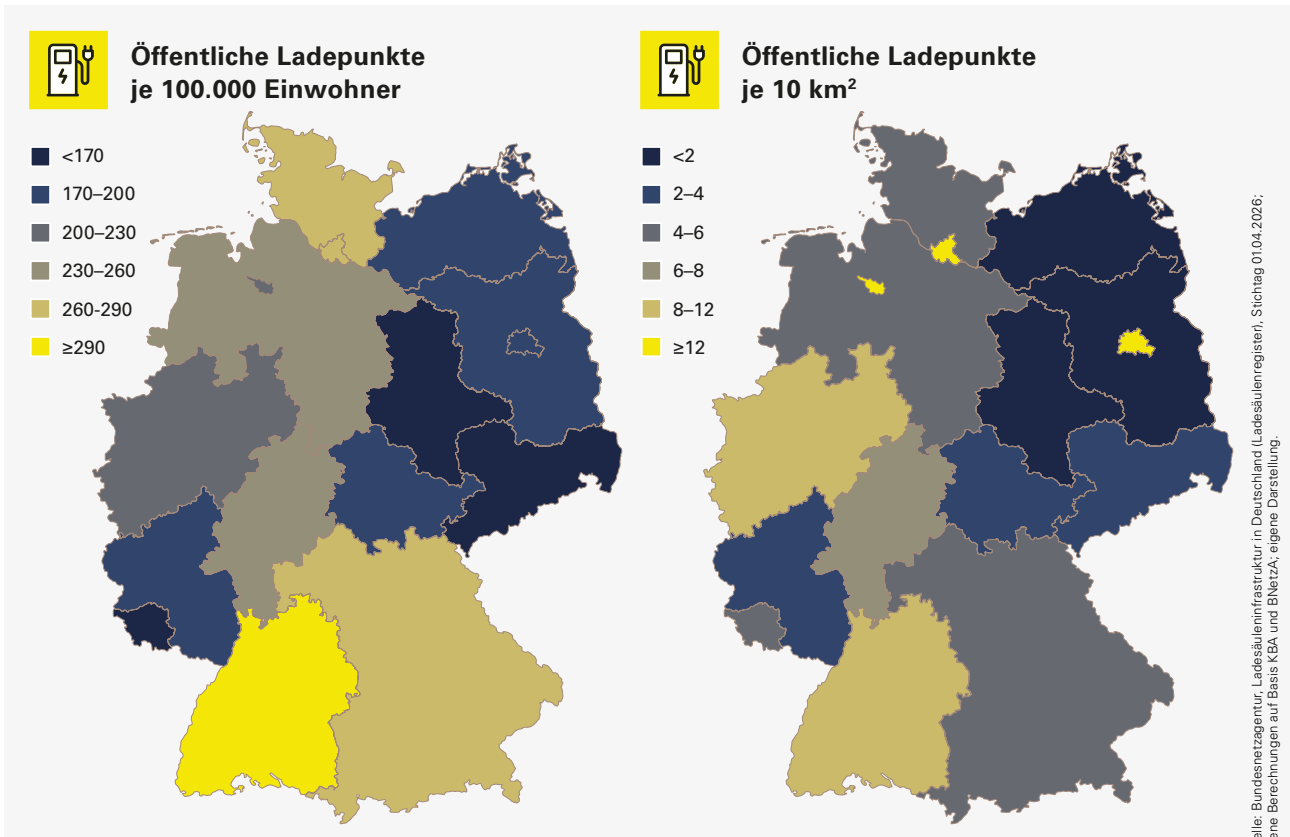 Öffentliche Ladepunkte
je 100.000 Einwohner
<170
170–200
200–230
230–260
260-290
≥290
Öffentliche Ladepunkte
je 10 km²
<2
2–4
4–6
6–8
8–12
≥12
elle: Bundesnetzagentur, Ladesäuleninfrastruktur in Deutschland (Ladesäulenregister), Stichtag 01.04.2026;
ene Berechnungen auf Basis KBA und BNetzA; eigene Darstellung.